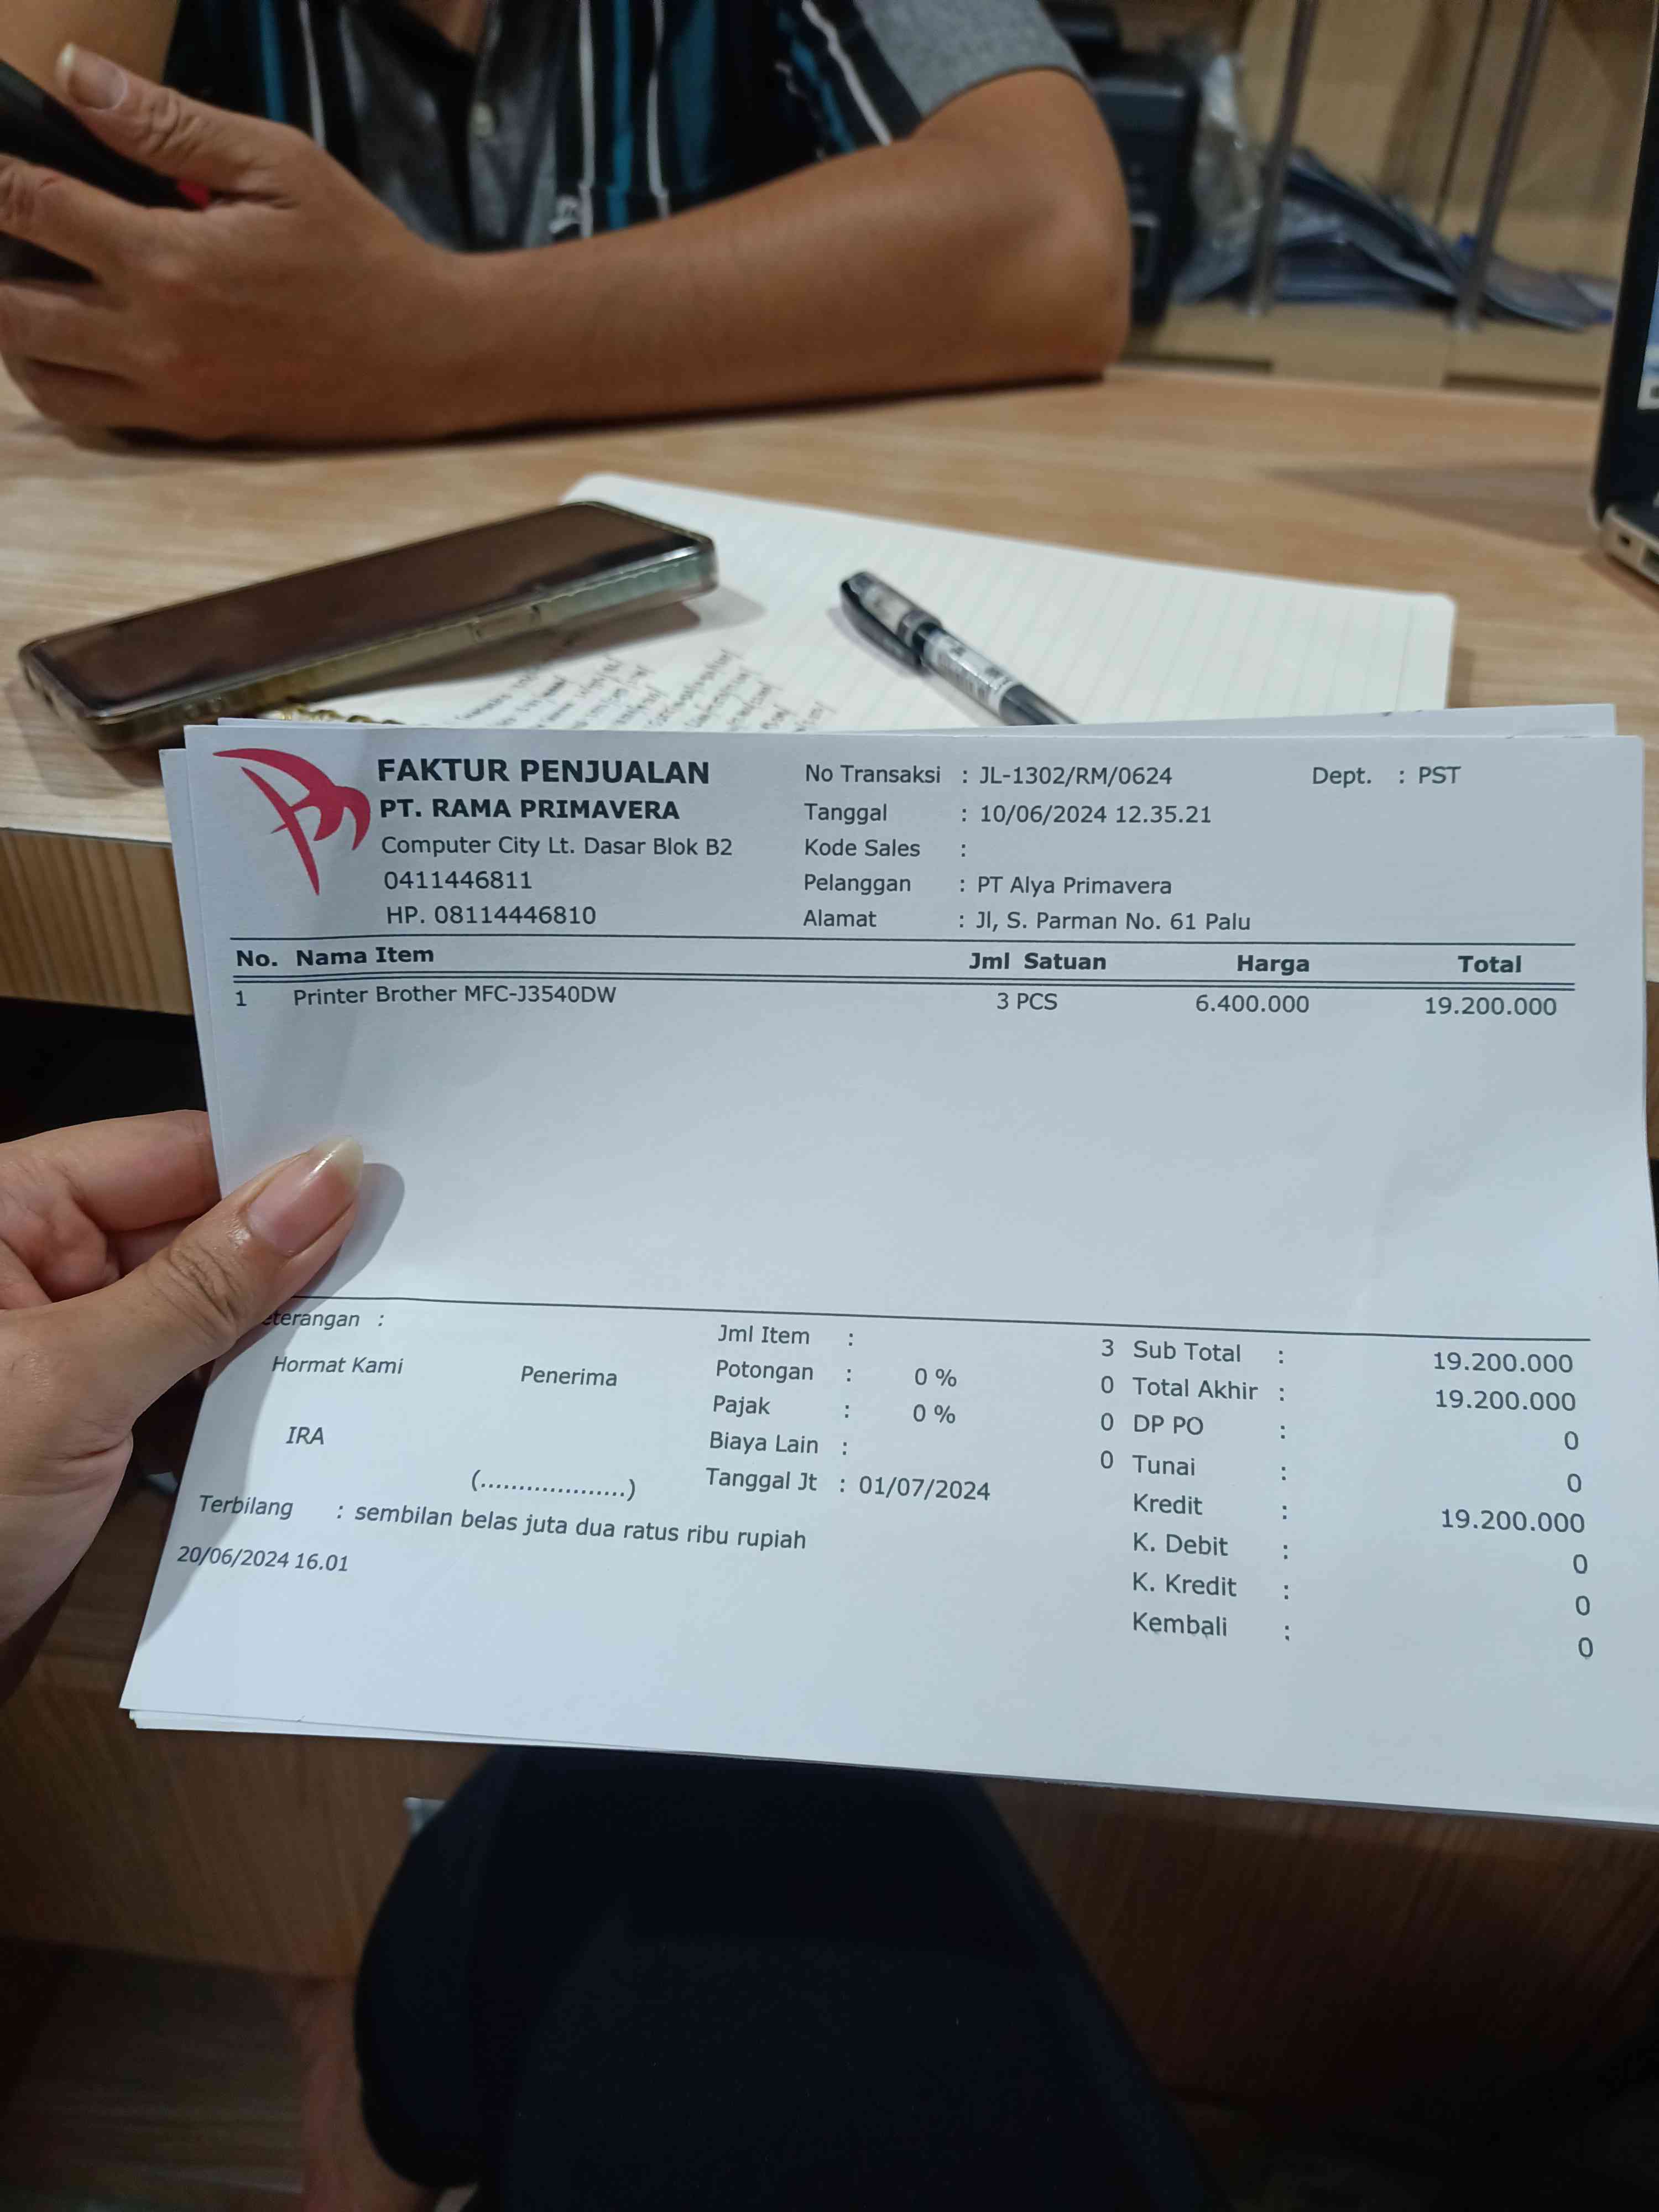 FAKTUR PENJUALAN
PT. RAMA PRIMAVERA
Computer City Lt. Dasar Blok B2
0411446811
HP. 08114446810
No Transaksi : JL-1302/RM/0624 Dept. : PST
Tanggal : 10/06/2024 12.35.21
Kode Sales :
Pelanggan : PT Alya Primavera
Alamat : Jl, S. Parman No. 61 Palu
No. Nama Item Jml Satuan Harga Total
1 Printer Brother MFC-J3540DW 3 PCS 6.400.000 19.200.000
eterangan :
Hormat Kami Penerima
IRA
(...................)
Jml Item : 3
Potongan : 0 % 0
Pajak : 0 % 0
Biaya Lain : 0
Tanggal Jt : 01/07/2024
Sub Total : 19.200.000
Total Akhir : 19.200.000
DP PO : 0
Tunai : 0
Kredit : 19.200.000
K. Debit : 0
K. Kredit : 0
Kembali : 0
Terbilang : sembilan belas juta dua ratus ribu rupiah
20/06/2024 16.01